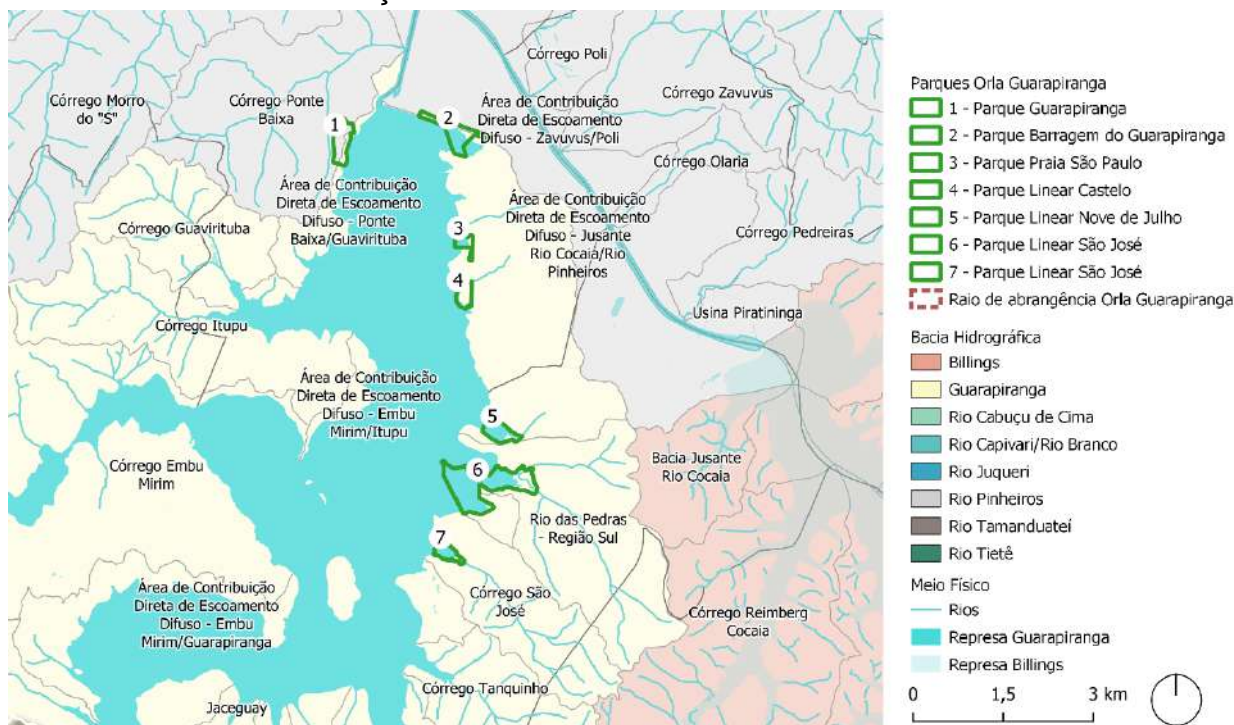 Córrego Poli
Córrego Morro
do "S"
Córrego Ponte
Baixa
Área de Contribuição
Direta de Escoamento
Difuso - Zavuvus/Poli
Córrego Zavuvus
1
2
Córrego Olaria
Área de Contribuição
Direta de Escoamento
Difuso - Ponte
Baixa/Guavirituba
Área de Contribuição
Direta de Escoamento
Difuso - Jusante
Rio Cocaia/Rio
Pinheiros
Córrego Guavirituba
3
Córrego Pedreiras
4
Usina Piratininga
Córrego Itupu
Área de Contribuição
Direta de Escoamento
Difuso - Embu
Mirim/Itupu
5
Córrego Embu
Mirim
6
Bacia Jusante
Rio Cocaia
Rio das Pedras
- Região Sul
7
Área de Contribuição
Direta de Escoamento
Difuso - Embu
Mirim/Guarapiranga
Córrego São
José
Córrego Reimberg
Cocaia
Córrego Tanquinho
Jaceguay
Parques Orla Guarapiranga
1 - Parque Guarapiranga
2 - Parque Barragem do Guarapiranga
3 - Parque Praia São Paulo
4 - Parque Linear Castelo
5 - Parque Linear Nove de Julho
6 - Parque Linear São José
7 - Parque Linear São José
Raio de abrangência Orla Guarapiranga
Bacia Hidrográfica
Billings
Guarapiranga
Rio Cabuçu de Cima
Rio Capivari/Rio Branco
Rio Juqueri
Rio Pinheiros
Rio Tamanduateí
Rio Tietê
Meio Físico
Rios
Represa Guarapiranga
Represa Billings
0 1,5 3 km